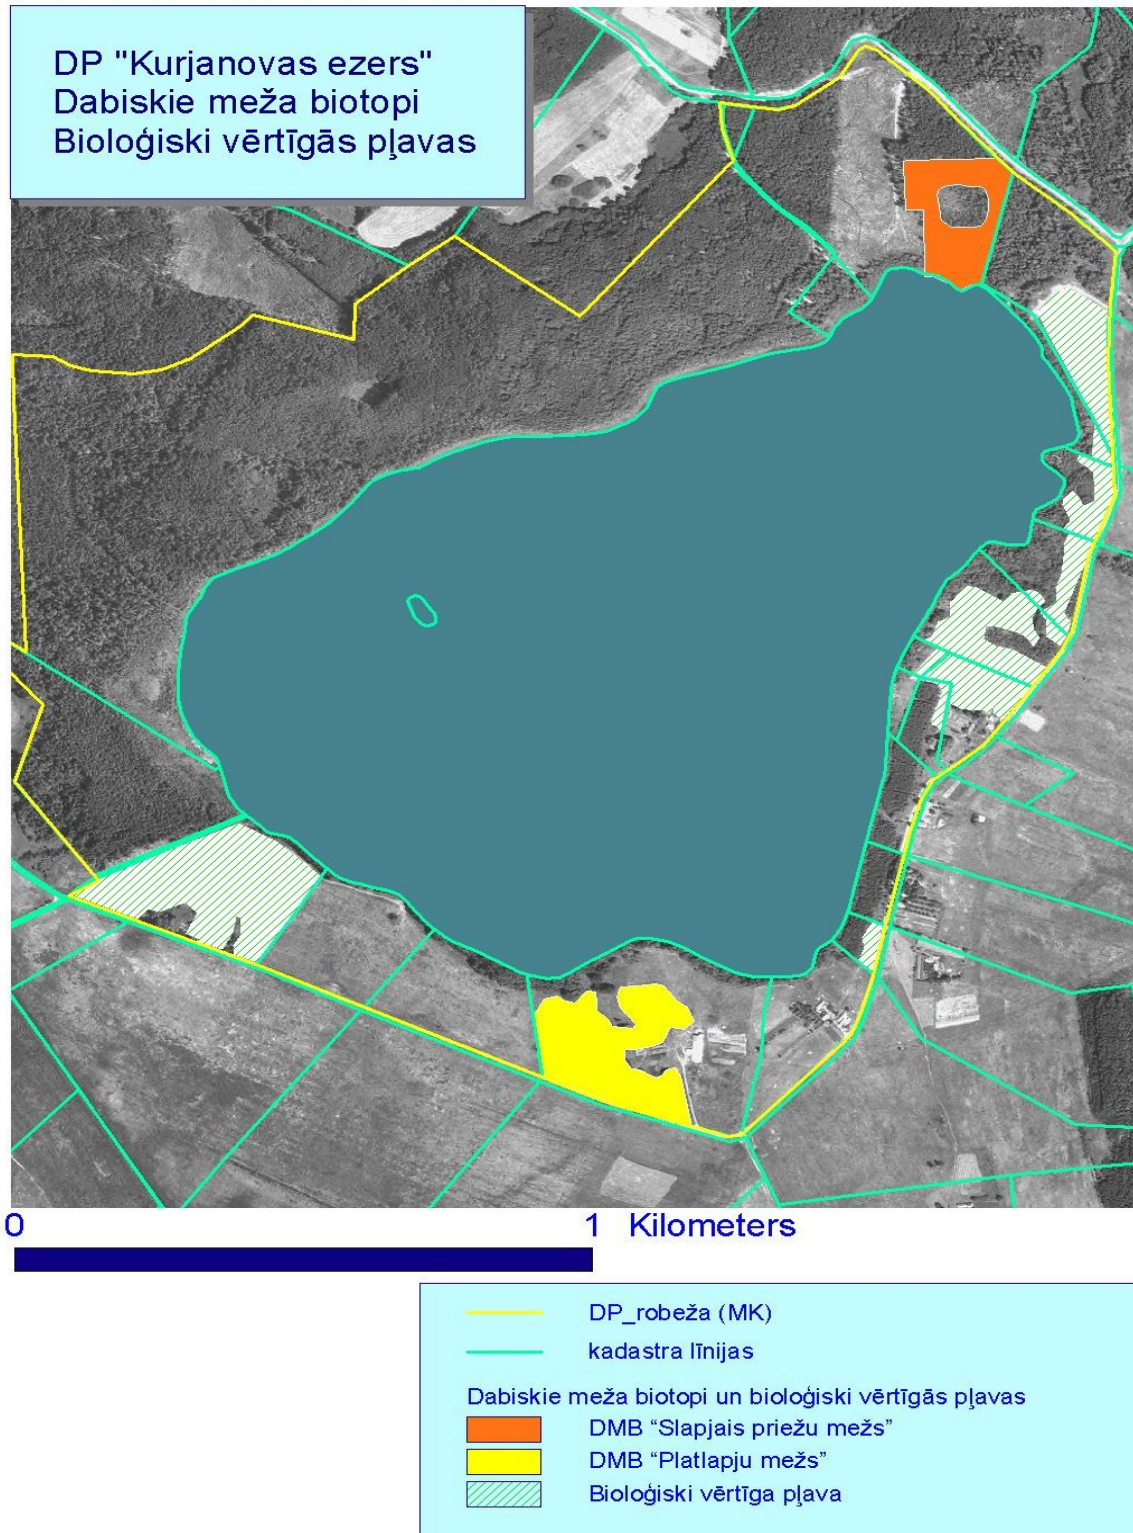 DP "Kurjanovas ezers"
Dabiskie meža biotopi
Bioloģiski vērtīgās pļavas
0 1 Kilometers
DP_robeža (MK)
kadastra līnijas
Dabiskie meža biotopi un bioloģiski vērtīgās pļavas
DMB “Slapjais priežu mežs”
DMB “Platlapju mežs”
Bioloģiski vērtīga pļava